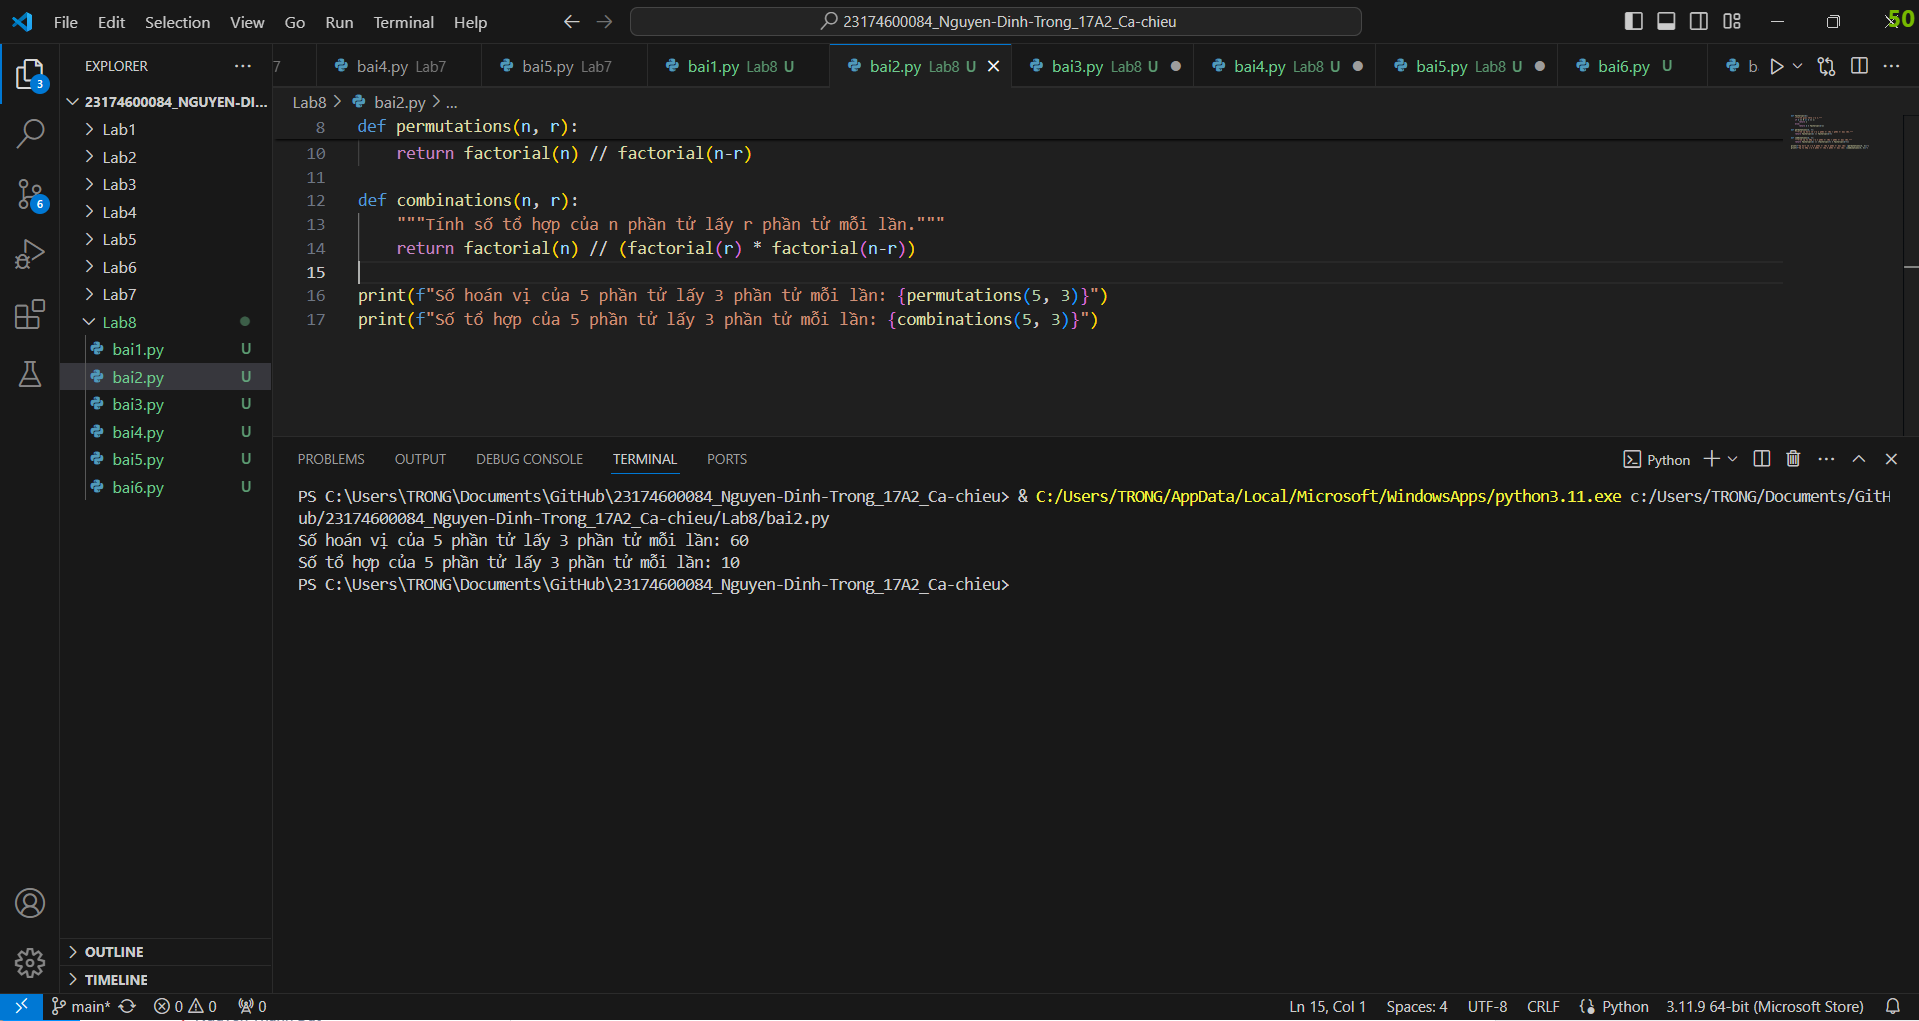 File Edit Selection View Go Run Terminal Help
23174600084_Nguyen-Dinh-Trong_17A2_Ca-chieu
50
EXPLORER
7
bai4.py Lab7
bai5.py Lab7
bai1.py Lab8 U
bai2.py Lab8 U
bai3.py Lab8 U
bai4.py Lab8 U
bai5.py Lab8 U
bai6.py U
b
3
23174600084_NGUYEN-DI...
Lab1
Lab2
Lab3
Lab4
Lab5
Lab6
Lab7
Lab8
bai1.py U
bai2.py U
bai3.py U
bai4.py U
bai5.py U
bai6.py U
6
OUTLINE
TIMELINE
Lab8 > bai2.py > ...
8 def permutations(n, r):
10 return factorial(n) // factorial(n-r)
11
12 def combinations(n, r):
13 """Tính số tổ hợp của n phần tử lấy r phần tử mỗi lần."""
14 return factorial(n) // (factorial(r) * factorial(n-r))
15
16 print(f"Số hoán vị của 5 phần tử lấy 3 phần tử mỗi lần: {permutations(5, 3)}")
17 print(f"Số tổ hợp của 5 phần tử lấy 3 phần tử mỗi lần: {combinations(5, 3)}")
PROBLEMS OUTPUT DEBUG CONSOLE TERMINAL PORTS
Python
PS C:\Users\TRONG\Documents\GitHub\23174600084_Nguyen-Dinh-Trong_17A2_Ca-chieu> & C:/Users/TRONG/AppData/Local/Microsoft/WindowsApps/python3.11.exe c:/Users/TRONG/Documents/GitH
ub/23174600084_Nguyen-Dinh-Trong_17A2_Ca-chieu/Lab8/bai2.py
Số hoán vị của 5 phần tử lấy 3 phần tử mỗi lần: 60
Số tổ hợp của 5 phần tử lấy 3 phần tử mỗi lần: 10
PS C:\Users\TRONG\Documents\GitHub\23174600084_Nguyen-Dinh-Trong_17A2_Ca-chieu>
main* 0 0 0
Ln 15, Col 1 Spaces: 4 UTF-8 CRLF Python 3.11.9 64-bit (Microsoft Store)